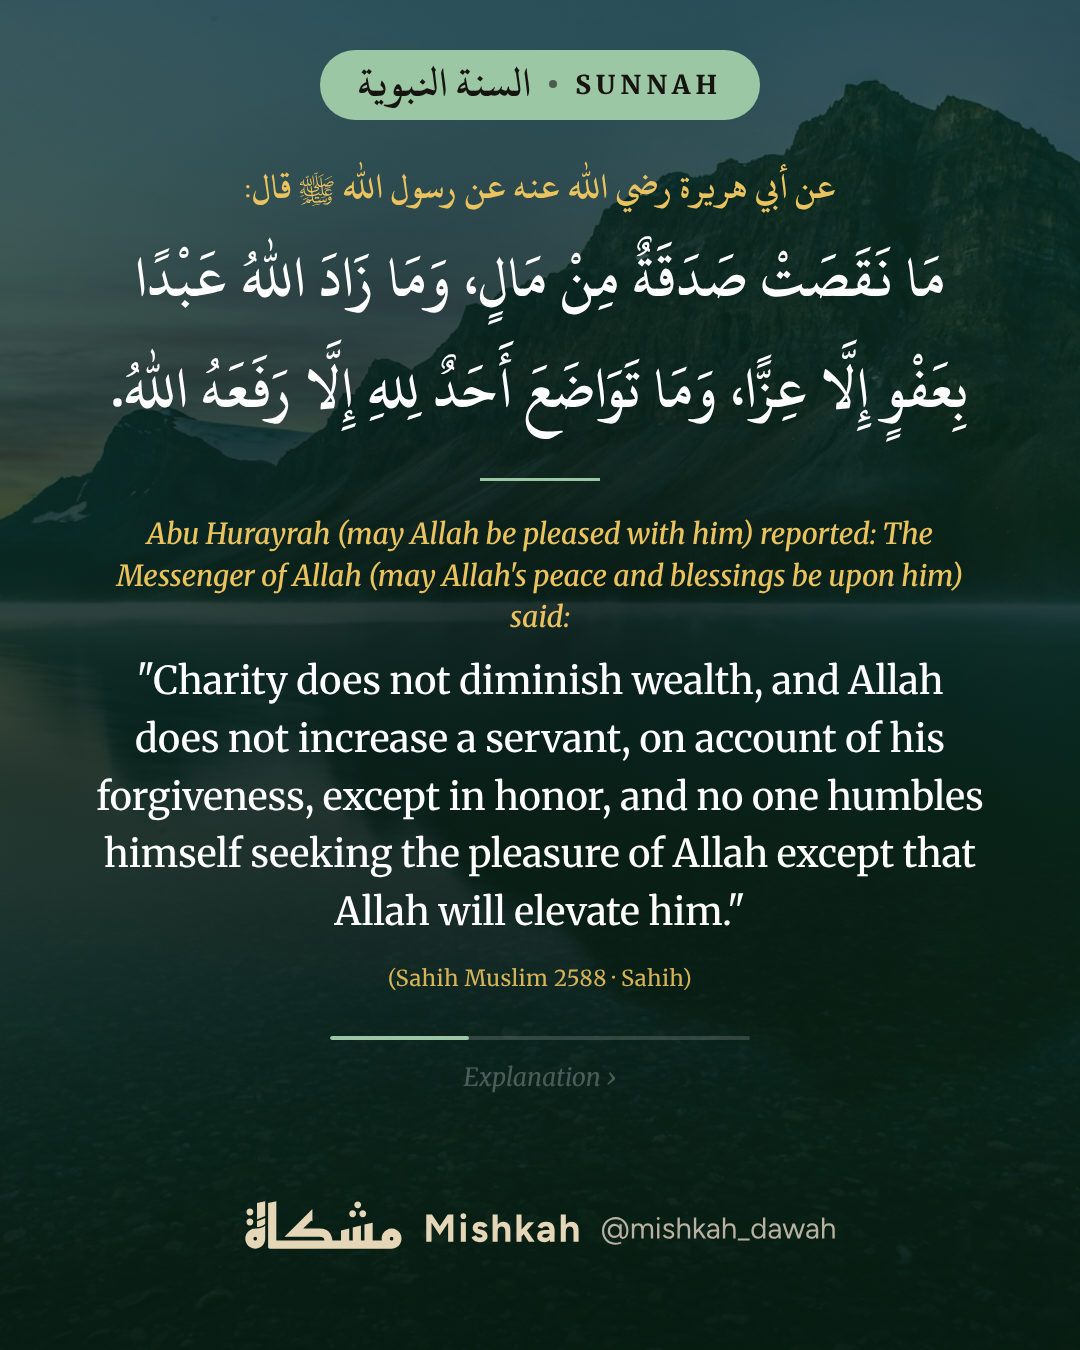 السنة النبوية • SUNNAH
عن أبي هريرة رضي الله عنه عن رسول الله ﷺ قال:
مَا نَقَصَتْ صَدَقَةٌ مِنْ مَالٍ، وَمَا زَادَ اللهُ عَبْدًا
بِعَفْوٍ إِلَّا عِزًّا، وَمَا تَوَاضَعَ أَحَدٌ لِلهِ إِلَّا رَفَعَهُ اللهُ.
Abu Hurayrah (may Allah be pleased with him) reported: The
Messenger of Allah (may Allah's peace and blessings be upon him)
said:
"Charity does not diminish wealth, and Allah
does not increase a servant, on account of his
forgiveness, except in honor, and no one humbles
himself seeking the pleasure of Allah except that
Allah will elevate him."
(Sahih Muslim 2588 · Sahih)
Explanation ›
مشكاة Mishkah @mishkah_dawah